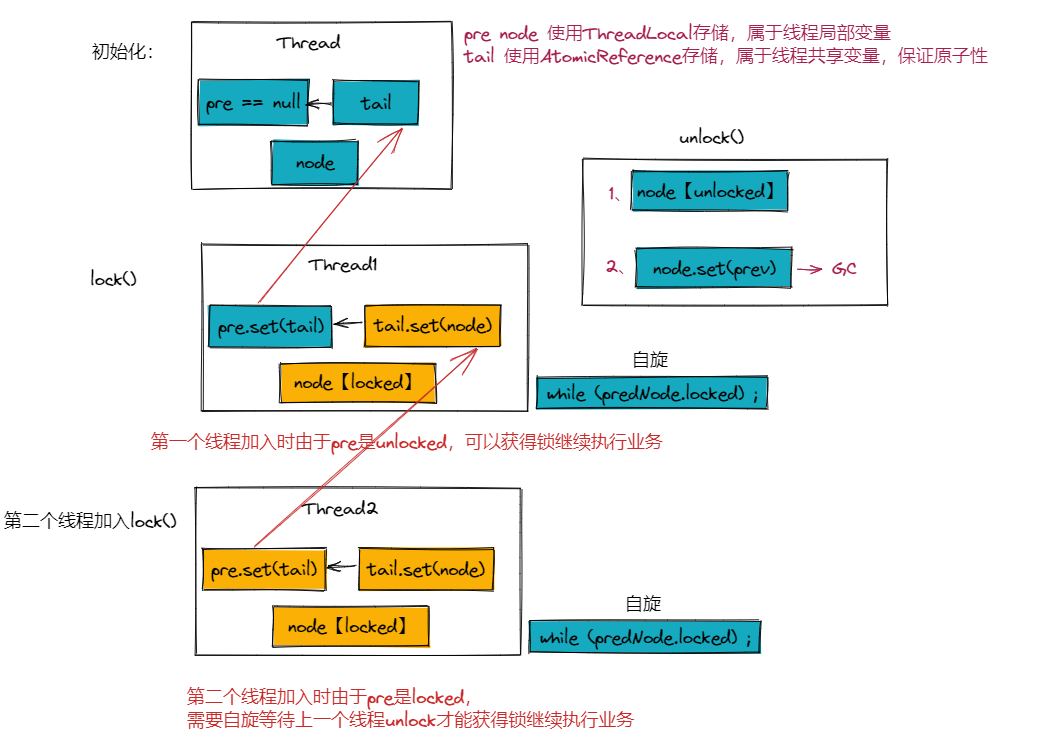 初始化：
Thread
pre == null
tail
node
pre node 使用ThreadLocal存储，属于线程局部变量
tail 使用AtomicReference存储，属于线程共享变量，保证原子性
unlock()
1、
node【unlocked】
2、
node.set(prev)
GC
lock()
Thread1
pre.set(tail)
tail.set(node)
node【locked】
自旋
while (predNode.locked) ;
第一个线程加入时由于pre是unlocked，可以获得锁继续执行业务
第二个线程加入lock()
Thread2
pre.set(tail)
tail.set(node)
node【locked】
自旋
while (predNode.locked) ;
第二个线程加入时由于pre是locked，
需要自旋等待上一个线程unlock才能获得锁继续执行业务